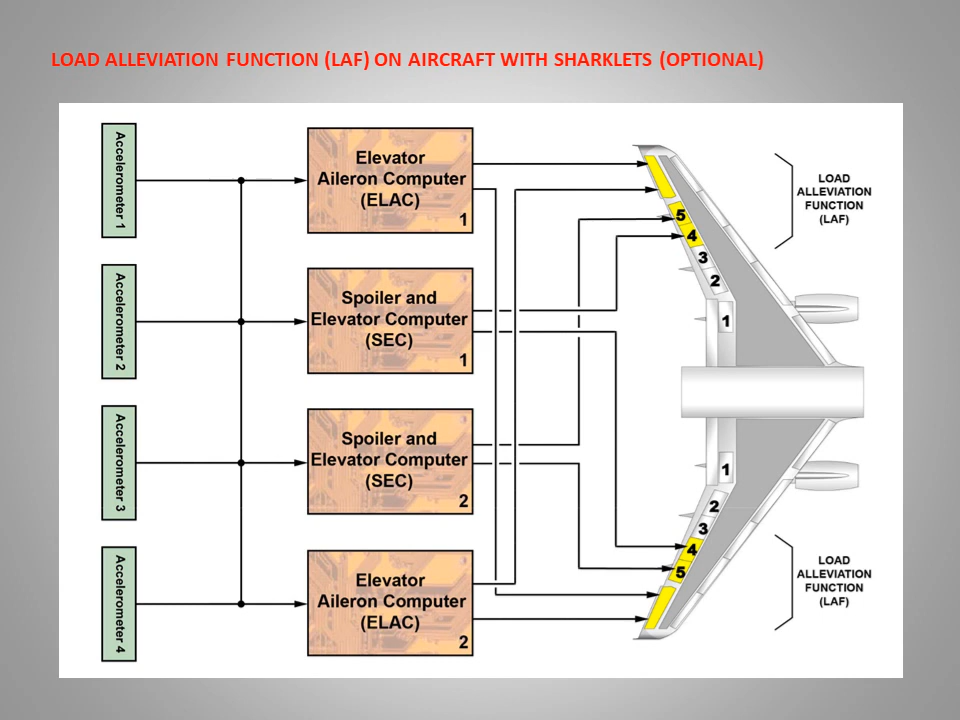 LOAD ALLEVIATION FUNCTION (LAF) ON AIRCRAFT WITH SHARKLETS (OPTIONAL)
Accelerometer 1
Elevator
Aileron Computer
(ELAC)
1
Accelerometer 2
Spoiler and
Elevator Computer
(SEC)
1
Accelerometer 3
Spoiler and
Elevator Computer
(SEC)
2
Accelerometer 4
Elevator
Aileron Computer
(ELAC)
2
5
4
3
2
1
1
2
3
4
5
LOAD
ALLEVIATION
FUNCTION
(LAF)
LOAD
ALLEVIATION
FUNCTION
(LAF)